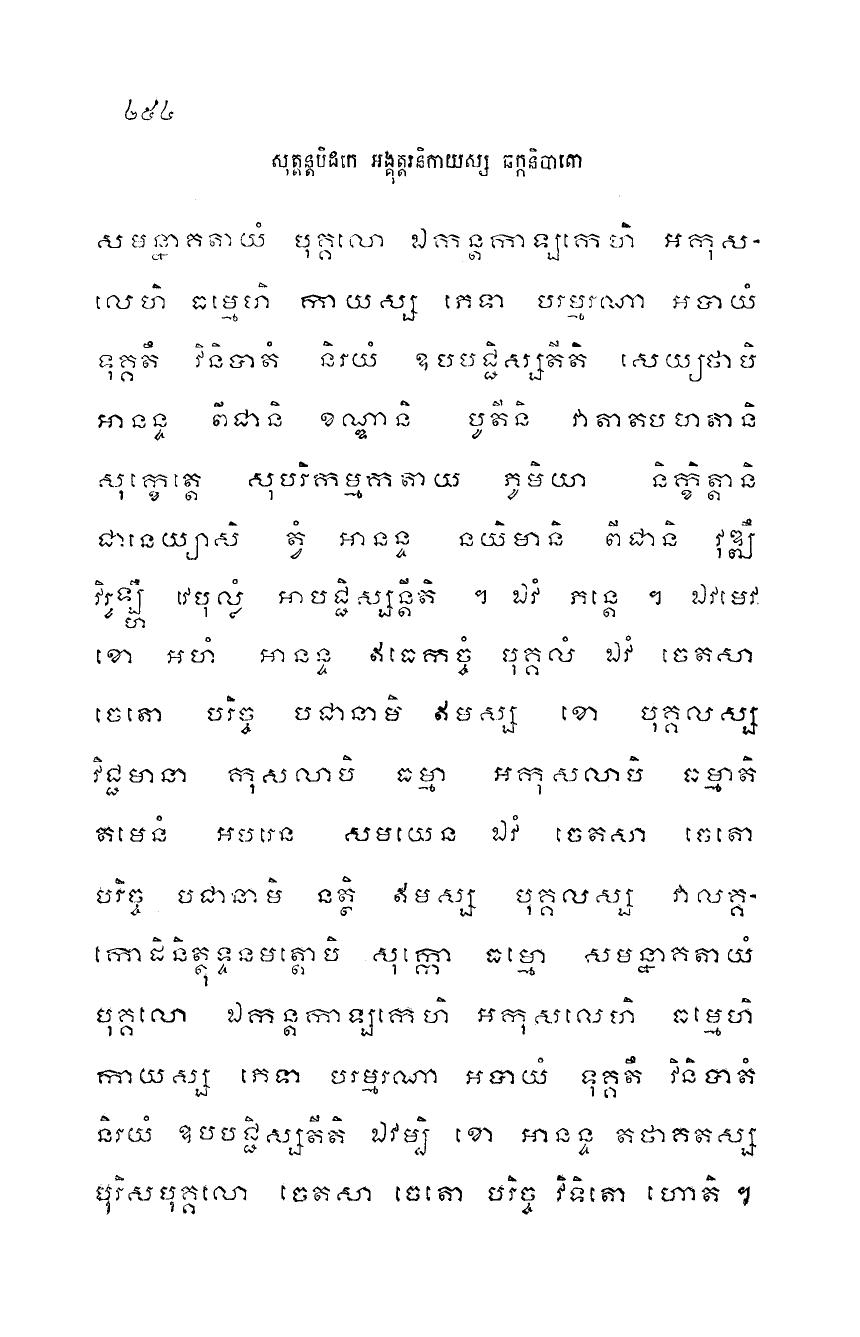 ២៩៤
សុត្តន្តបិដកេ អង្គុត្តរនិកាយស្ស ឆក្កនិបាតោ
សមន្នាគតាយំ បុគ្គលោ ឯកន្តកាឡកេហិ អកុស-
លេហិ ធម្មេហិ កាយស្ស ភេទា បរម្មរណា អបាយំ
ទុគ្គតឹ វិនិបាតំ និរយំ ឧបបជ្ជិស្សតីតិ សេយ្យថាបិ
អានន្ទ ពីជានិ ខណ្ឌានិ បូតីនិ វាតាតបហតានិ
សុក្ខេត្តេ សុបរិកម្មកតាយ ភូមិយា និក្ខិត្តានិ
ជានេយ្យាសិ ត្វំ អានន្ទ នយិមានិ ពីជានិ វុឌ្ឍឹ
វិរូឡ្ហឹ វេបុល្លំ អាបជ្ជិស្សន្តីតិ ។ ឯវំ ភន្តេ ។ ឯវមេវ
ខោ អហំ អានន្ទ ឥធេកច្ចំ បុគ្គលំ ឯវំ ចេតសា
ចេតោ បរិច្ច បជានាមិ ឥមស្ស ខោ បុគ្គលស្ស
វិជ្ជមានា កុសលាបិ ធម្មា អកុសលាបិ ធម្មាតិ
តមេនំ អបរេន សមយេន ឯវំ ចេតសា ចេតោ
បរិច្ច បជានាមិ នត្ថិ ឥមស្ស បុគ្គលស្ស វាលគ្គ-
កោដិនិត្ថុទ្ទនមត្តោបិ សុក្កោ ធម្មោ សមន្នាគតាយំ
បុគ្គលោ ឯកន្តកាឡកេហិ អកុសលេហិ ធម្មេហិ
កាយស្ស ភេទា បរម្មរណា អបាយំ ទុគ្គតឹ វិនិបាតំ
និរយំ ឧបបជ្ជិស្សតីតិ ឯវម្បិ ខោ អានន្ទ តថាគតស្ស
បុរិសបុគ្គលោ ចេតសា ចេតោ បរិច្ច វិទិតោ ហោតិ ។